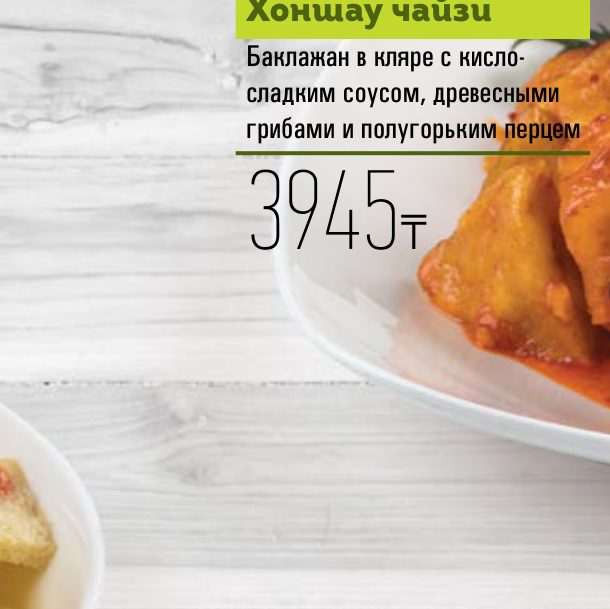 Хоншау чайзи
Баклажан в кляре с кисло-
сладким соусом, древесными
грибами и полугорьким перцем
3945₸